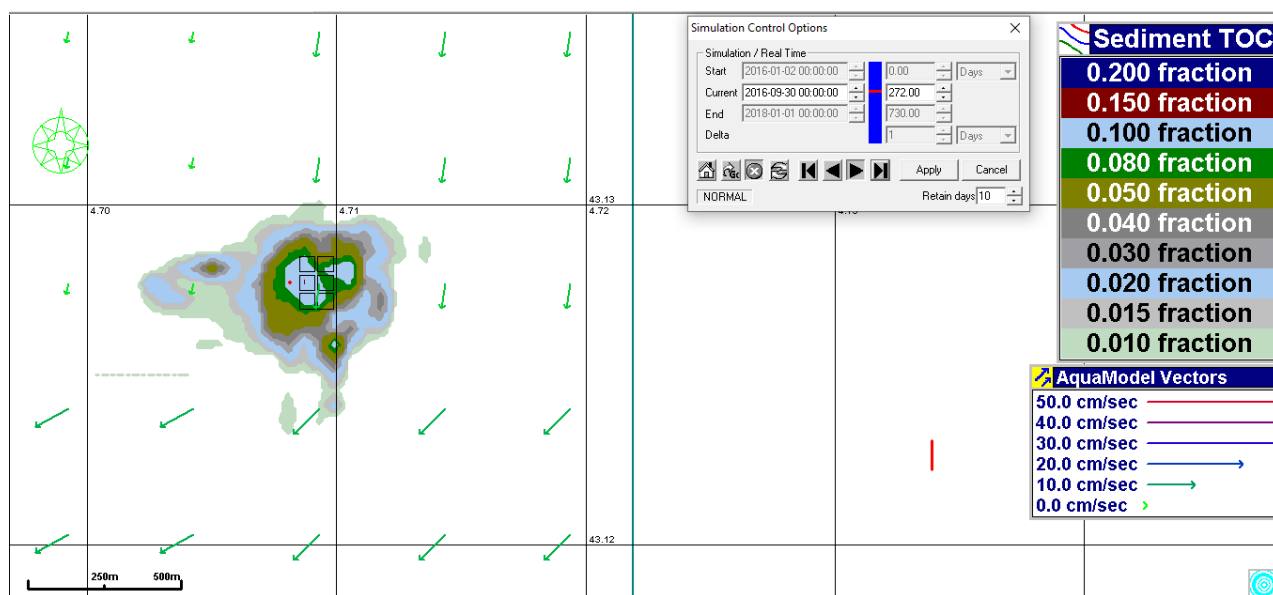 Simulation Control Options
Simulation / Real Time
Start 2016-01-02 00:00:00 0.00 Days
Current 2016-09-30 00:00:00 272.00
End 2018-01-01 00:00:00 730.00
Delta 1 Days
Apply Cancel
NORMAL Retain days 10
Sediment TOC
0.200 fraction
0.150 fraction
0.100 fraction
0.080 fraction
0.050 fraction
0.040 fraction
0.030 fraction
0.020 fraction
0.015 fraction
0.010 fraction
AquaModel Vectors
50.0 cm/sec
40.0 cm/sec
30.0 cm/sec
20.0 cm/sec
10.0 cm/sec
0.0 cm/sec
43.13
4.70 4.71 4.72
43.12
250m 500m